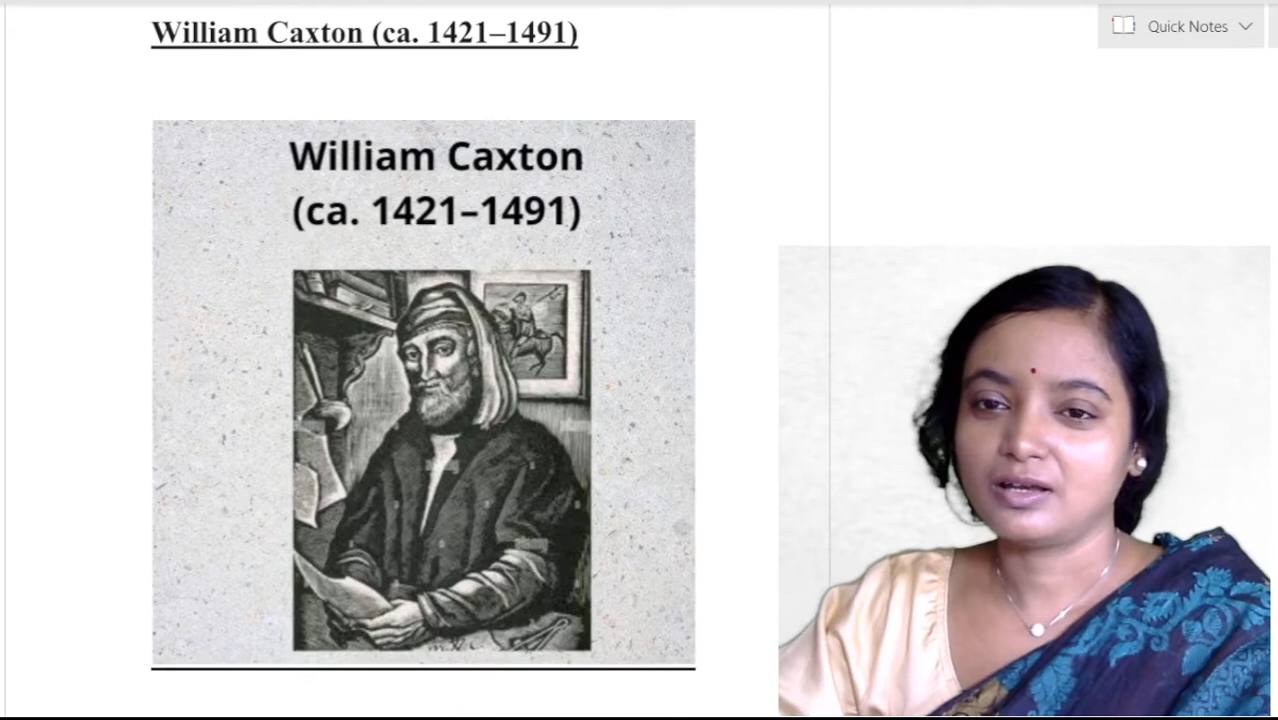 William Caxton (ca. 1421–1491)
Quick Notes
William Caxton
(ca. 1421–1491)